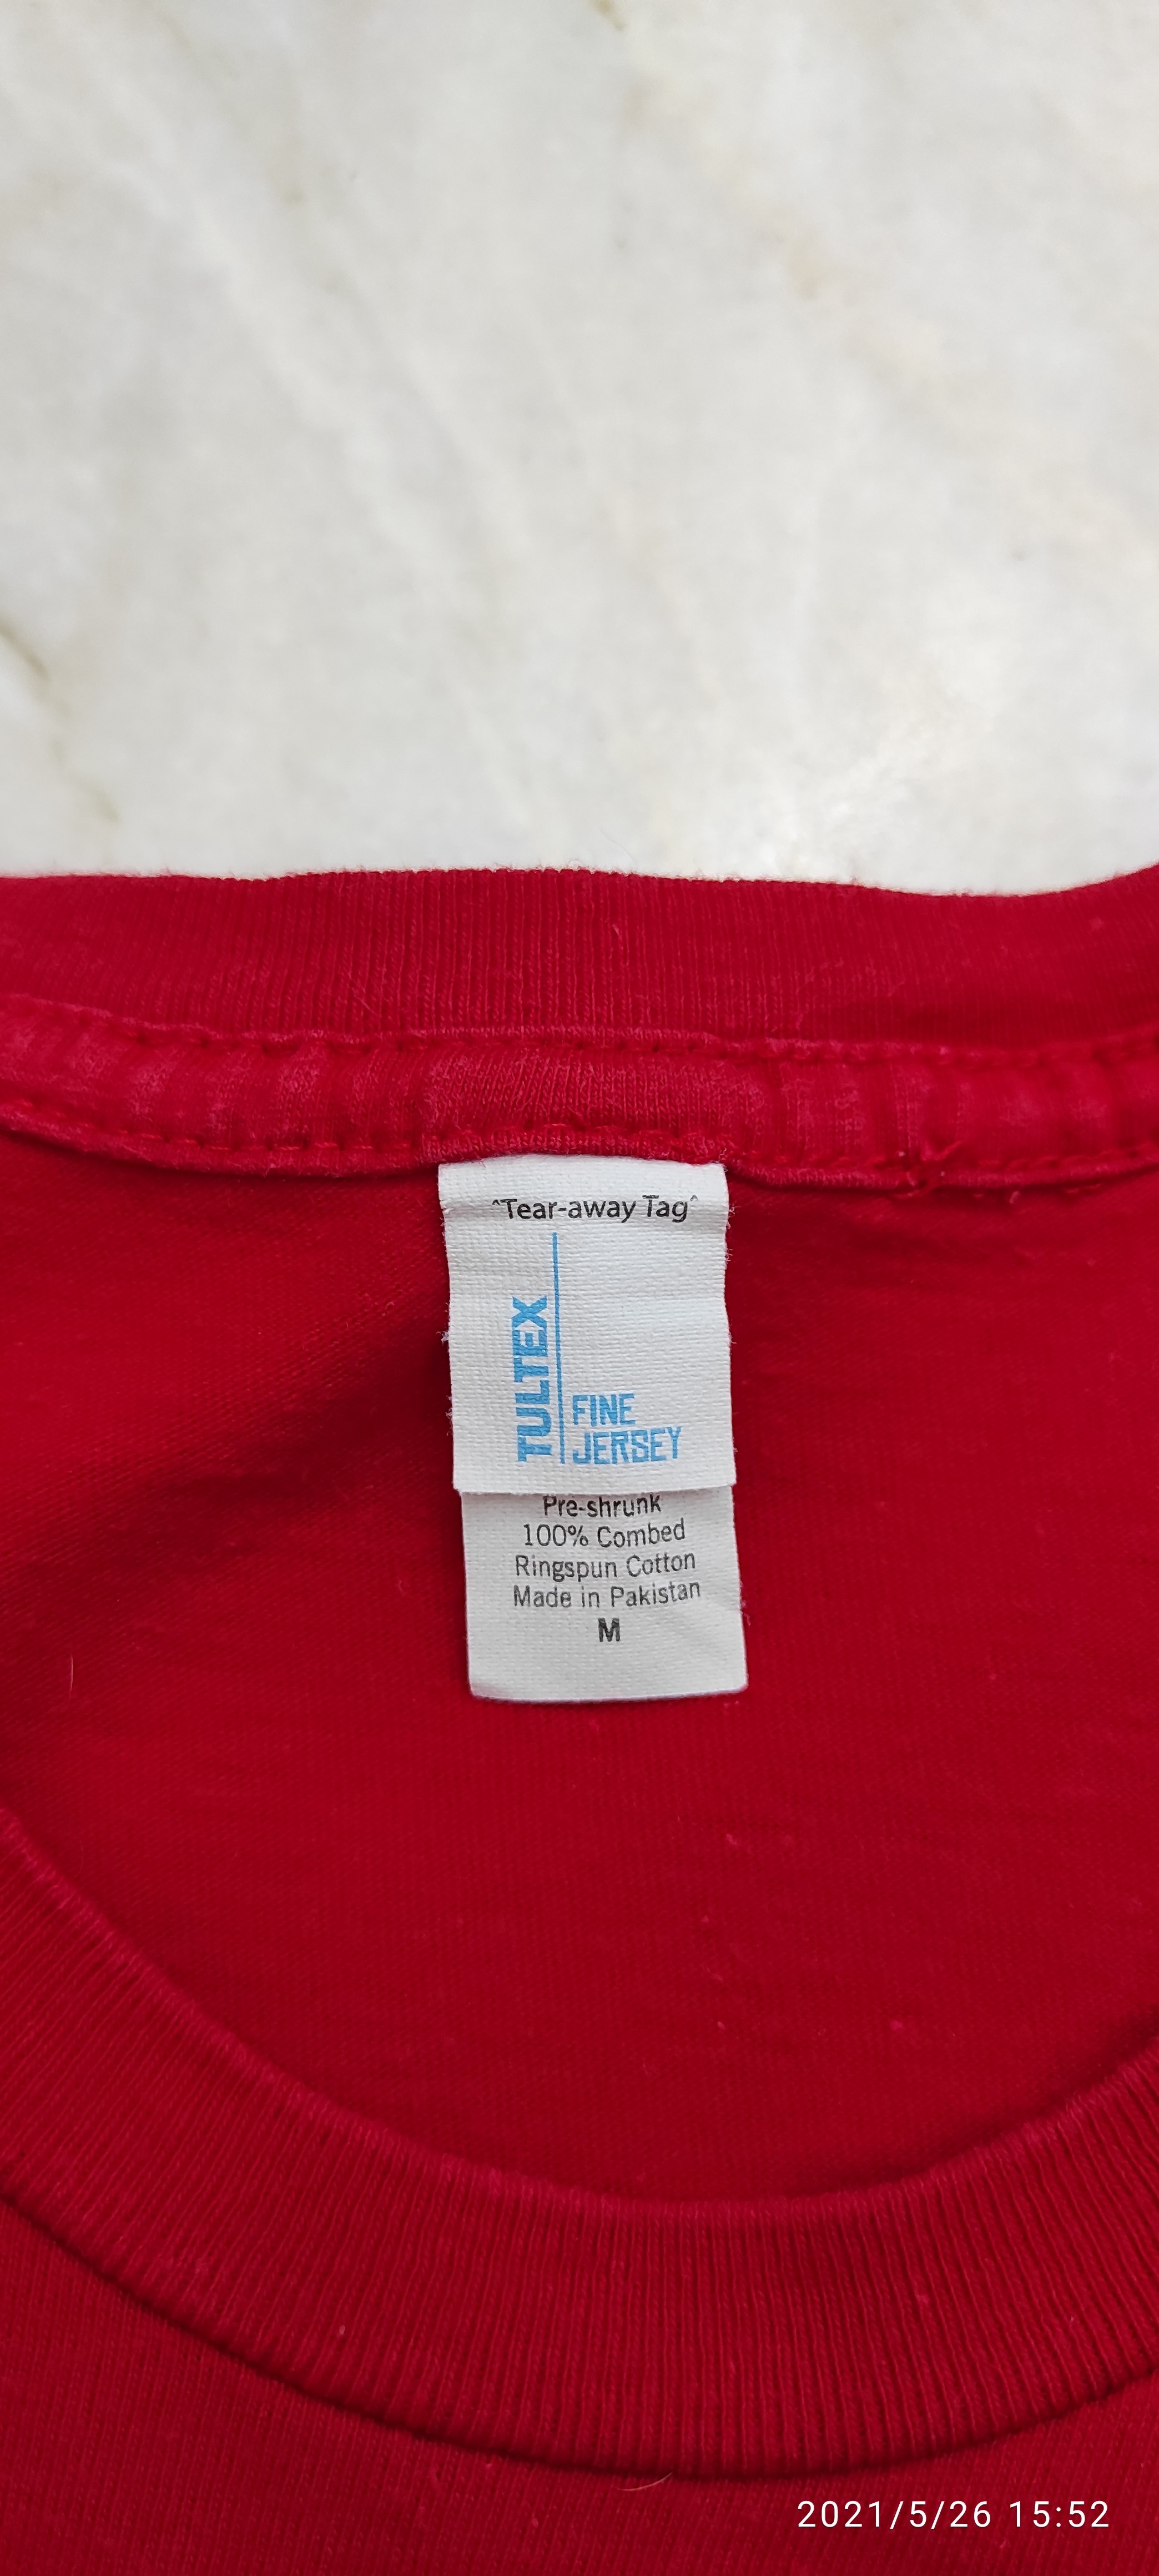 ^Tear-away Tag^
TULTEX
FINE
JERSEY
Pre-shrunk
100% Combed
Ringspun Cotton
Made in Pakistan
M
2021/5/26 15:52